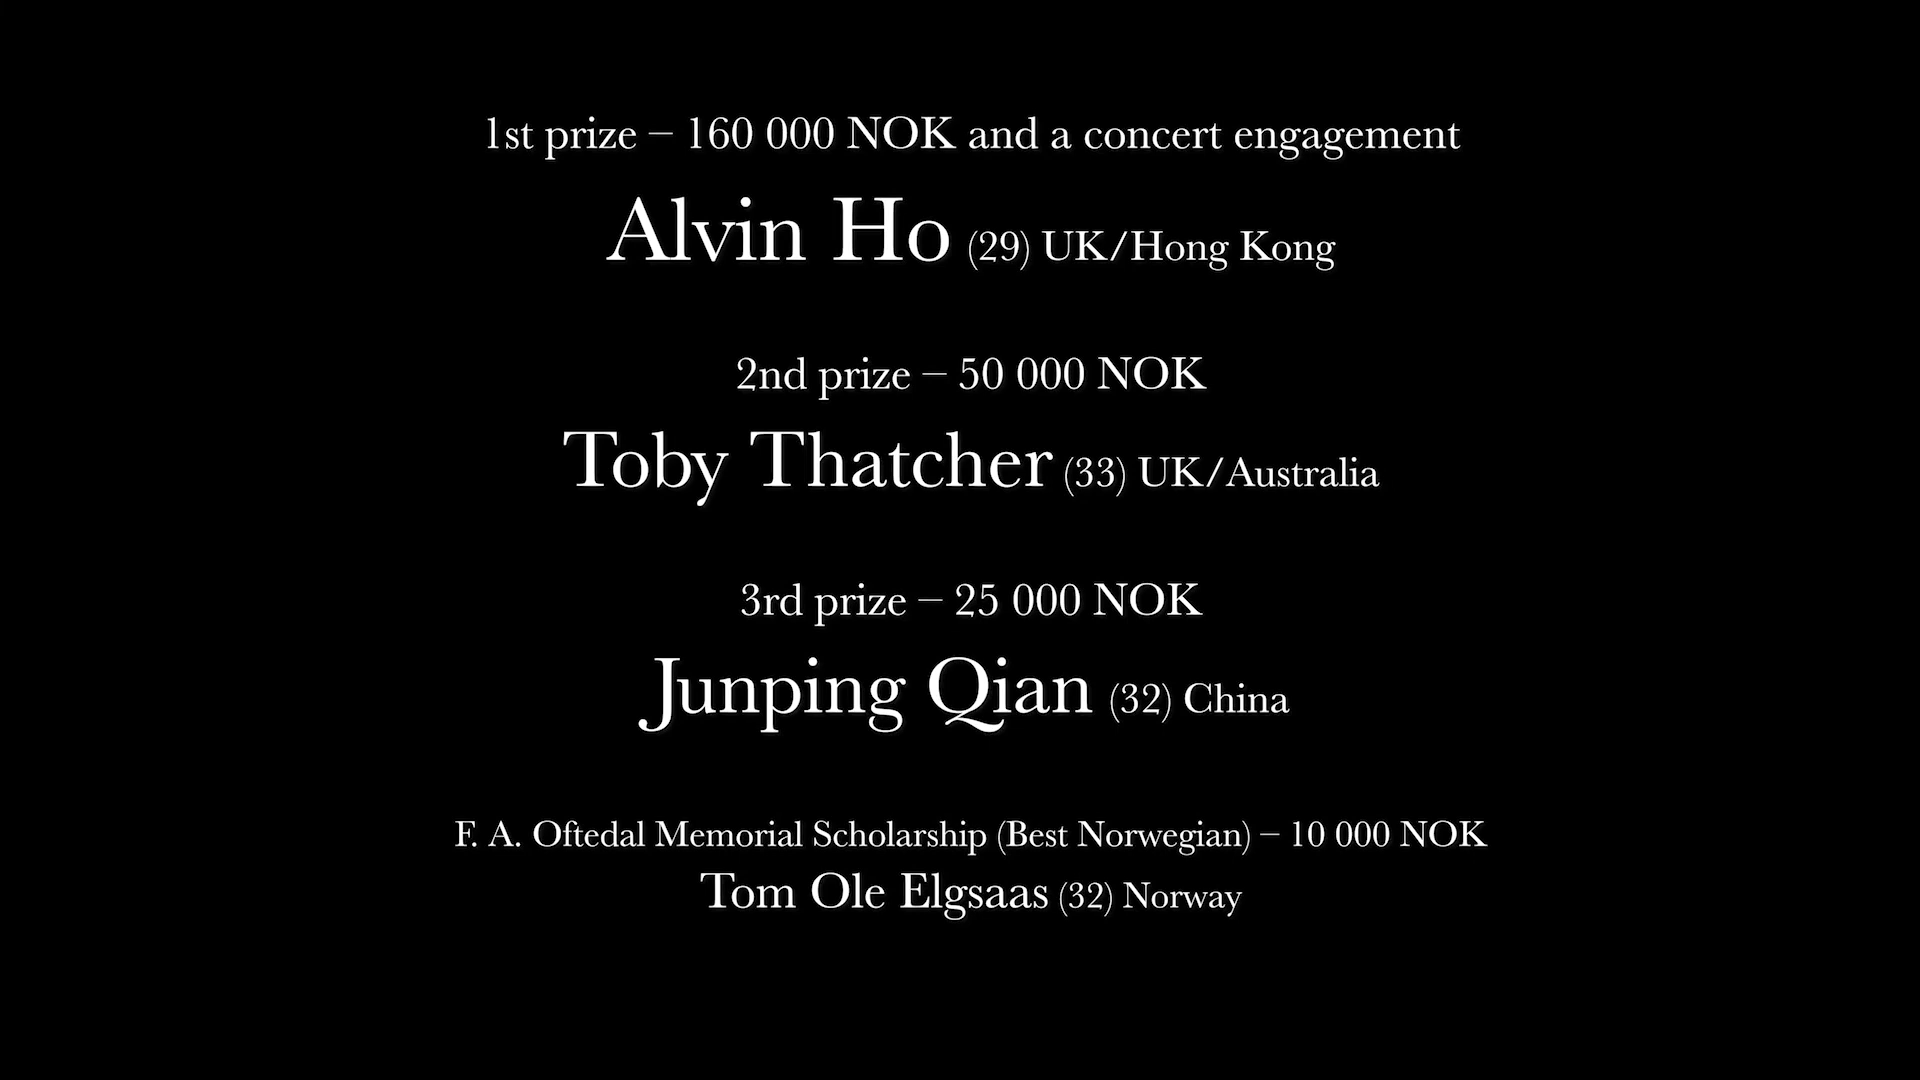 1st prize – 160 000 NOK and a concert engagement
Alvin Ho (29) UK/Hong Kong
2nd prize – 50 000 NOK
Toby Thatcher (33) UK/Australia
3rd prize – 25 000 NOK
Junping Qian (32) China
F. A. Oftedal Memorial Scholarship (Best Norwegian) – 10 000 NOK
Tom Ole Elgsaas (32) Norway